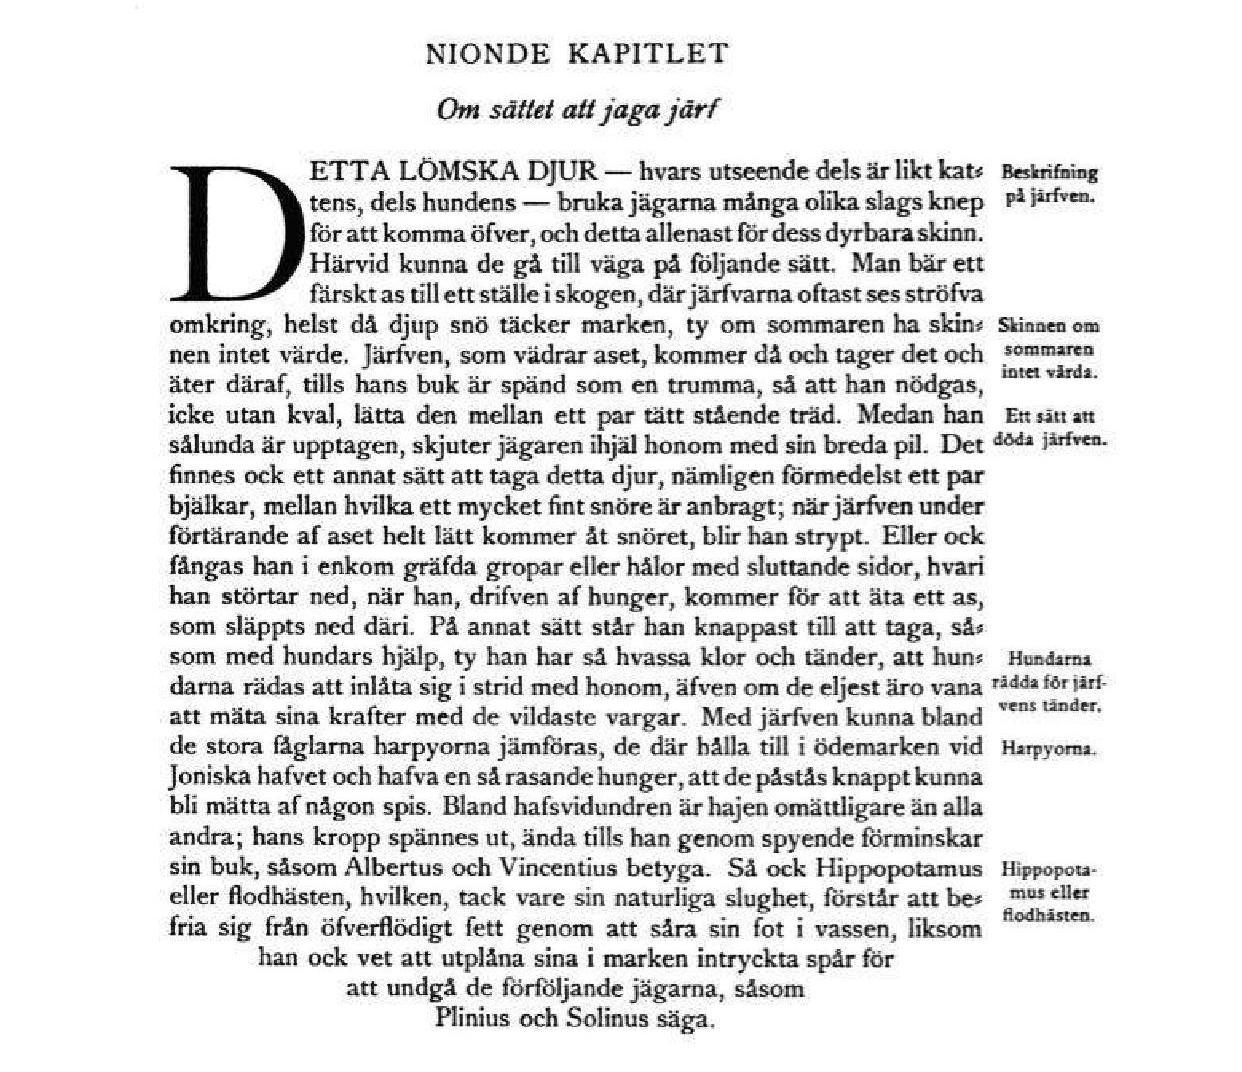 NIONDE KAPITLET
Om sättet att jaga järf
DETTA LÖMSKA DJUR — hvars utseende dels är likt kat-
tens, dels hundens — bruka jägarna många olika slags knep
för att komma öfver, och detta allenast för dess dyrbara skinn.
Härvid kunna de gå till väga på följande sätt. Man bär ett
färskt as till ett ställe i skogen, där järfvarna oftast ses ströfva
omkring, helst då djup snö täcker marken, ty om sommaren ha skin-
nen intet värde. Järfven, som vädrar aset, kommer då och tager det och
äter däraf, tills hans buk är spänd som en trumma, så att han nödgas,
icke utan kval, lätta den mellan ett par tätt stående träd. Medan han
sålunda är upptagen, skjuter jägaren ihjäl honom med sin breda pil. Det
finnes ock ett annat sätt att taga detta djur, nämligen förmedelst ett par
bjälkar, mellan hvilka ett mycket fint snöre är anbragt; när järfven under
förtärande af aset helt lätt kommer åt snöret, blir han strypt. Eller ock
fångas han i enkom gräfda gropar eller hålor med sluttande sidor, hvari
han störtar ned, när han, drifven af hunger, kommer för att äta ett as,
som släppts ned däri. På annat sätt står han knappast till att taga, så-
som med hundars hjälp, ty han har så hvassa klor och tänder, att hun-
darna rädas att inlåta sig i strid med honom, äfven om de eljest äro vana
att mäta sina krafter med de vildaste vargar. Med järfven kunna bland
de stora fåglarna harpyorna jämföras, de där hålla till i ödemarken vid
Joniska hafvet och hafva en så rasande hunger, att de påstås knappt kunna
bli mätta af någon spis. Bland hafsvidundren är hajen omättligare än alla
andra; hans kropp spännes ut, ända tills han genom spyende förminskar
sin buk, såsom Albertus och Vincentius betyga. Så ock Hippopotamus
eller flodhästen, hvilken, tack vare sin naturliga slughet, förstår att be-
fria sig från öfverflödigt fett genom att såra sin fot i vassen, liksom
han ock vet att utplåna sina i marken intryckta spår för
att undgå de förföljande jägarna, såsom
Plinius och Solinus säga.
Beskrifning
på järfven.
Skinnen om
sommaren
intet värda.
Ett sätt att
döda järfven.
Hundarna
rädda för järf-
vens tänder.
Harpyorna.
Hippopota-
mus eller
flodhästen.